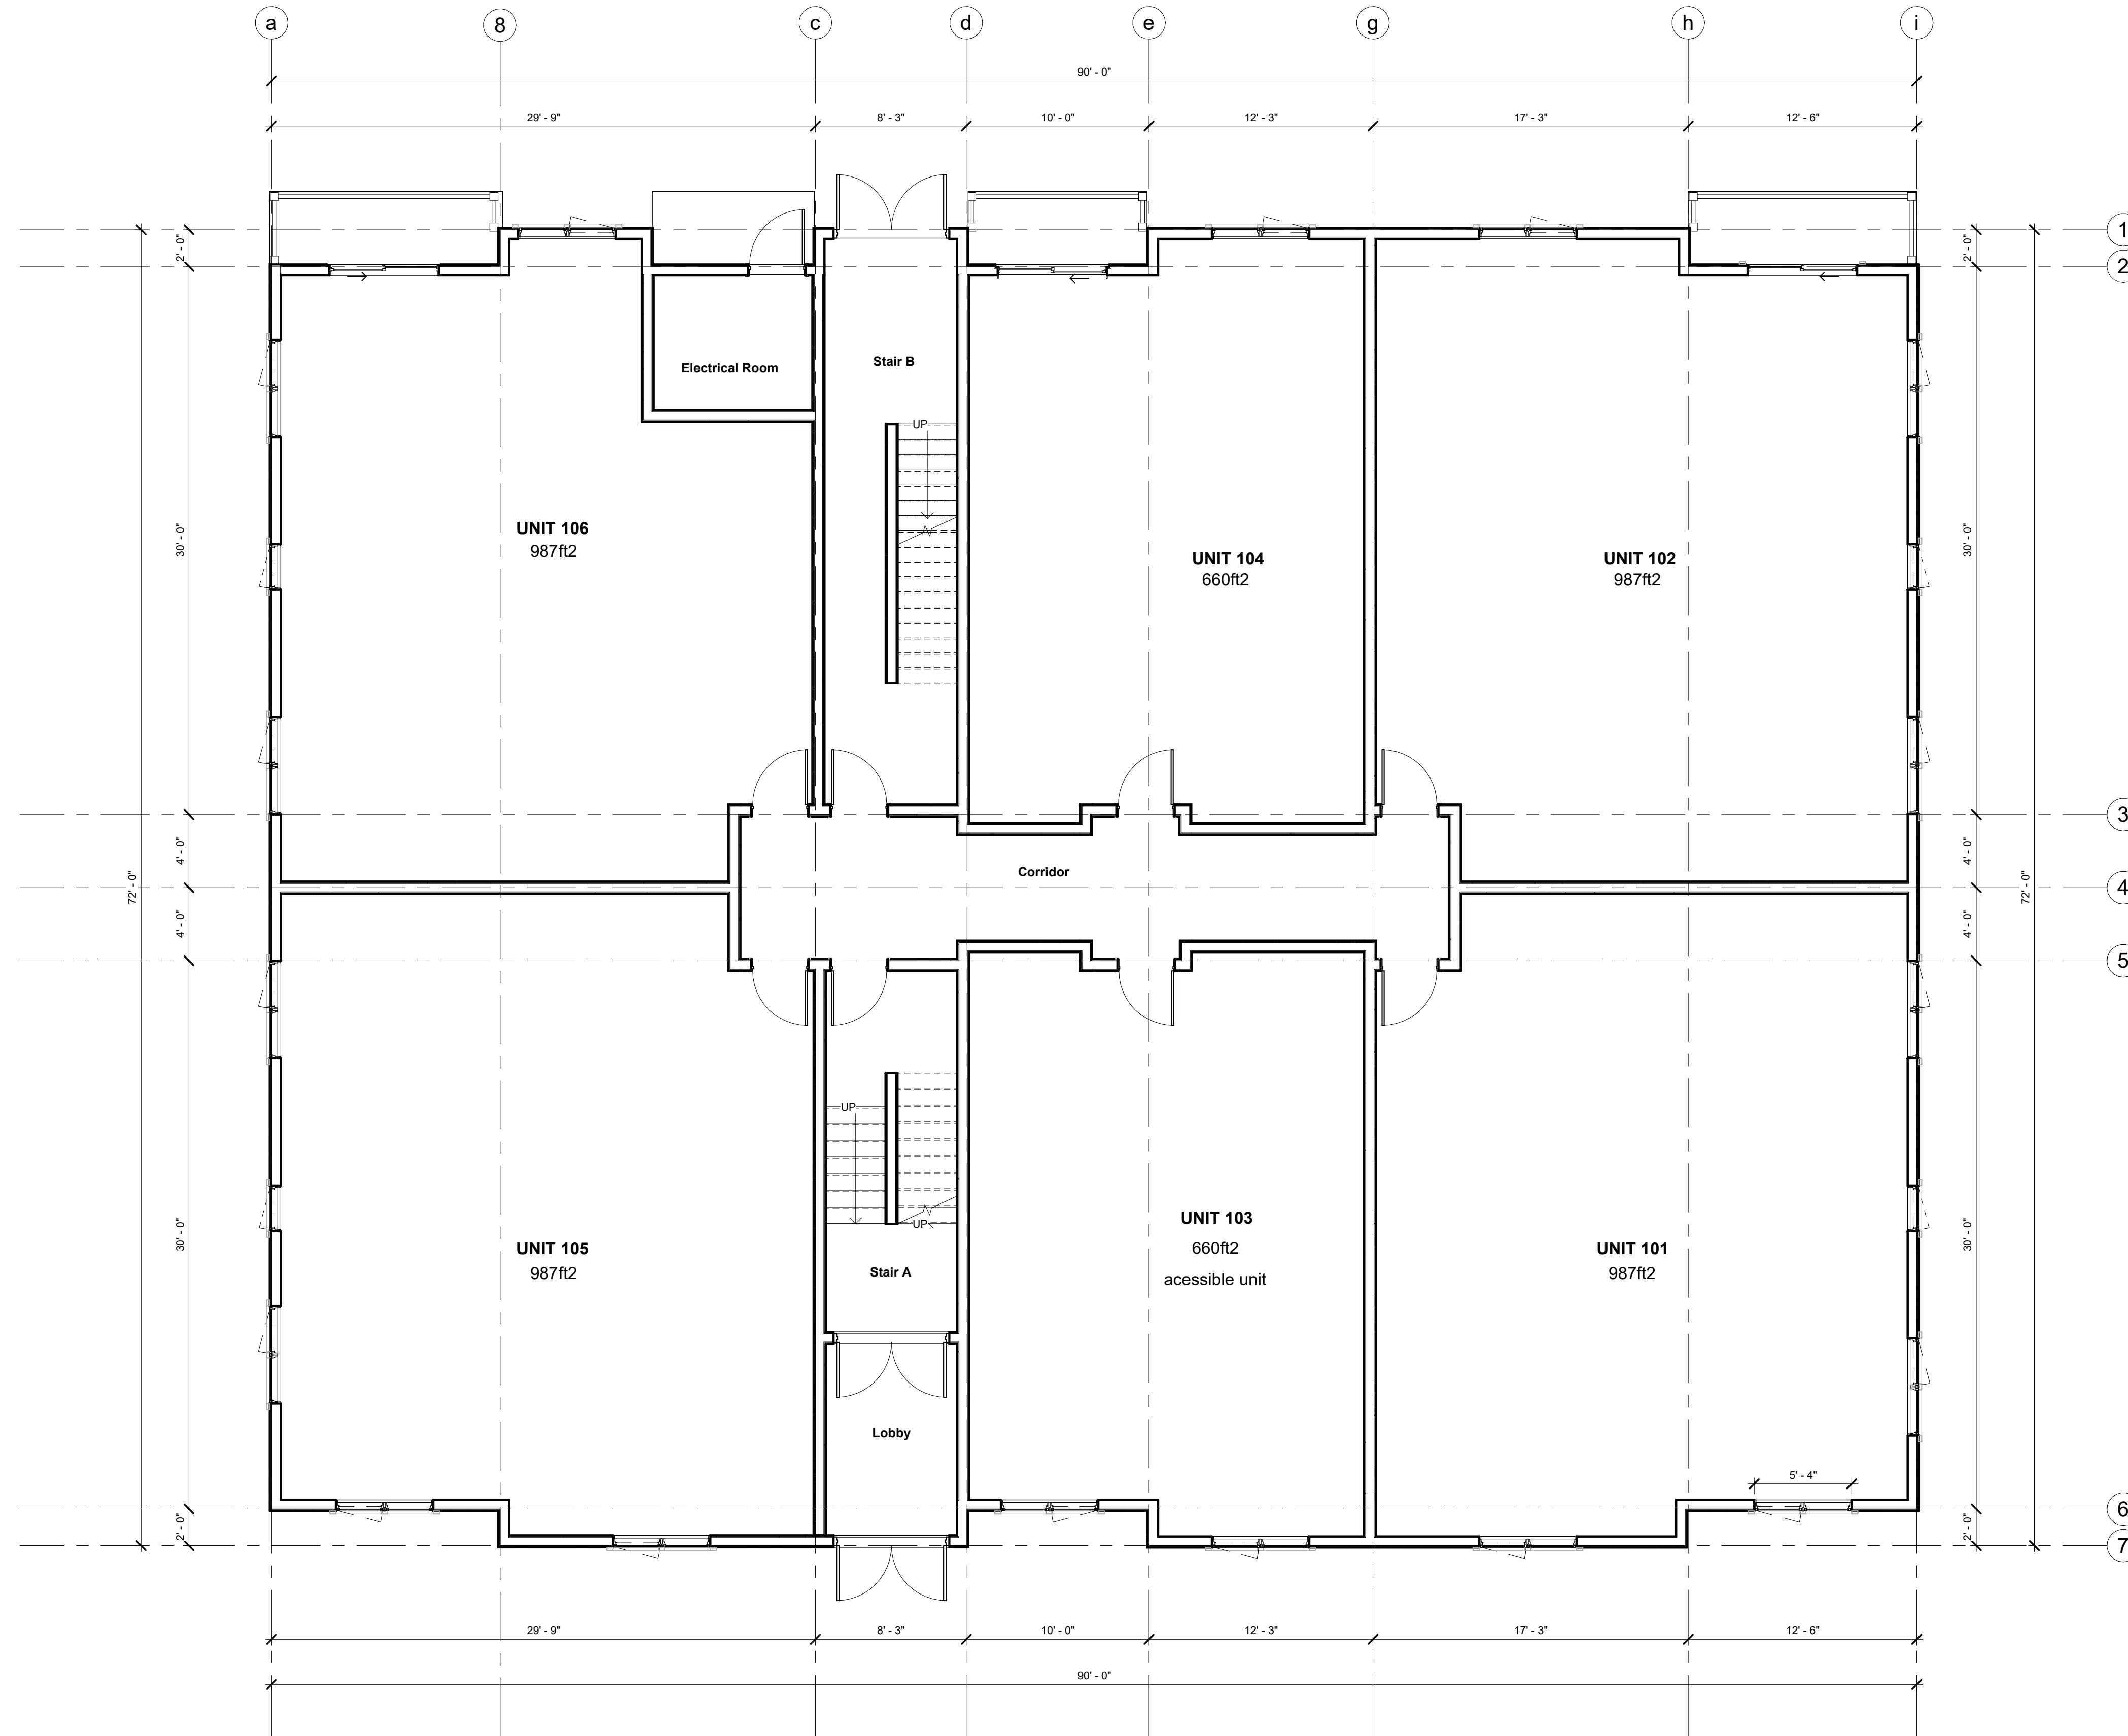 a 8 c d e g h i
90' - 0"
29' - 9" 8' - 3" 10' - 0" 12' - 3" 17' - 3" 12' - 6"
1
2' - 0" 2' - 0"
2
Electrical Room
Stair B
UP
30' - 0" 30' - 0"
UNIT 106
987ft2
UNIT 104
660ft2
UNIT 102
987ft2
3
4' - 0" 4' - 0"
Corridor
72' - 0" 72' - 0"
4
4' - 0" 4' - 0"
5
UP
UP
30' - 0" 30' - 0"
UNIT 105
987ft2
Stair A
UNIT 103
660ft2
acessible unit
UNIT 101
987ft2
Lobby
5' - 4"
6
2' - 0" 2' - 0"
7
29' - 9" 8' - 3" 10' - 0" 12' - 3" 17' - 3" 12' - 6"
90' - 0"